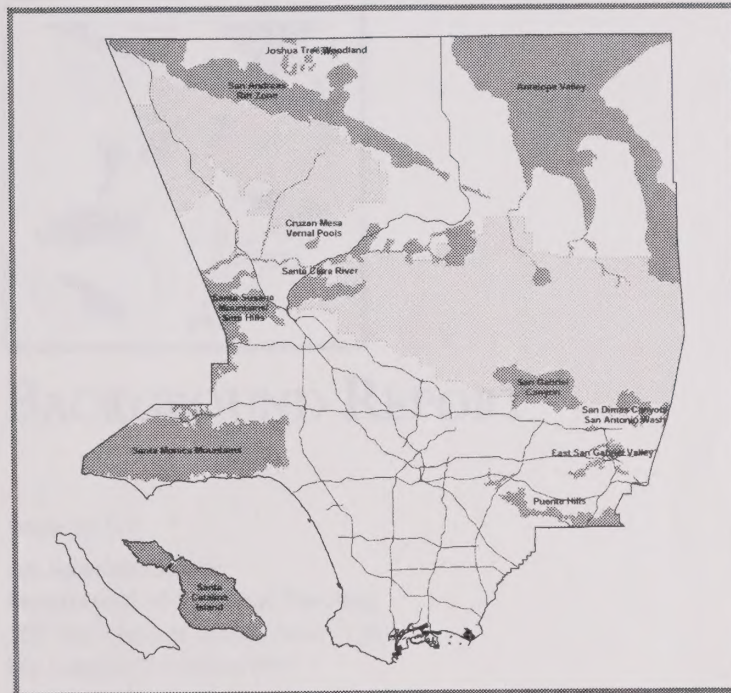 Joshua Tree Woodland
San Andreas
Rift Zone
Antelope Valley
Cruzan Mesa
Vernal Pools
Santa Clara River
Santa Susana
Mountains/
Simi Hills
San Gabriel
Canyon
San Dimas Canyon/
San Antonio Wash
Santa Monica Mountains
East San Gabriel Valley
Puente Hills
Santa
Catalina
Island